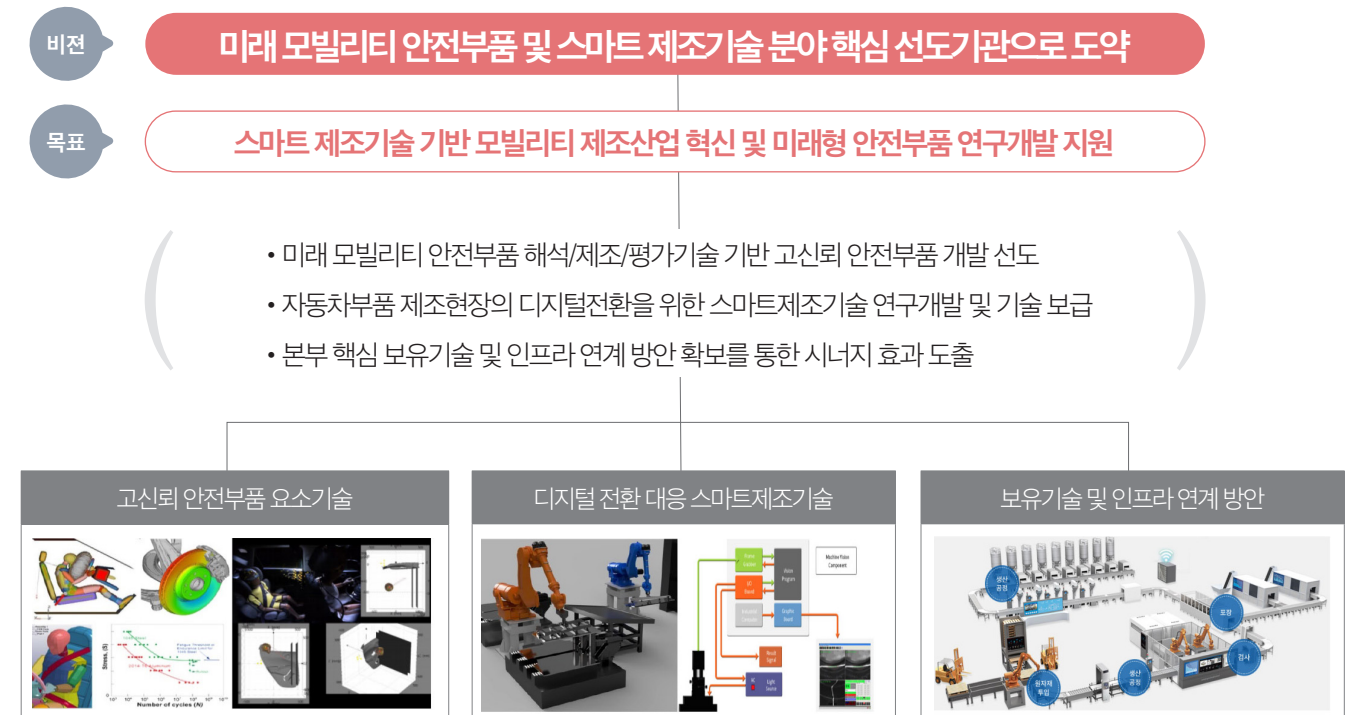 비젼
미래 모빌리티 안전부품 및 스마트 제조기술 분야 핵심 선도기관으로 도약
목표
스마트 제조기술 기반 모빌리티 제조산업 혁신 및 미래형 안전부품 연구개발 지원
• 미래 모빌리티 안전부품 해석/제조/평가기술 기반 고신뢰 안전부품 개발 선도
• 자동차부품 제조현장의 디지털전환을 위한 스마트제조기술 연구개발 및 기술 보급
• 본부 핵심 보유기술 및 인프라 연계 방안 확보를 통한 시너지 효과 도출
고신뢰 안전부품 요소기술
디지털 전환 대응 스마트제조기술
보유기술 및 인프라 연계 방안
Stress, (S)
Number of cycles (N)
Vision
Program
Machine Vision
Component
Light
생산
공정
포장
검사
생산
공정
원자재
투입